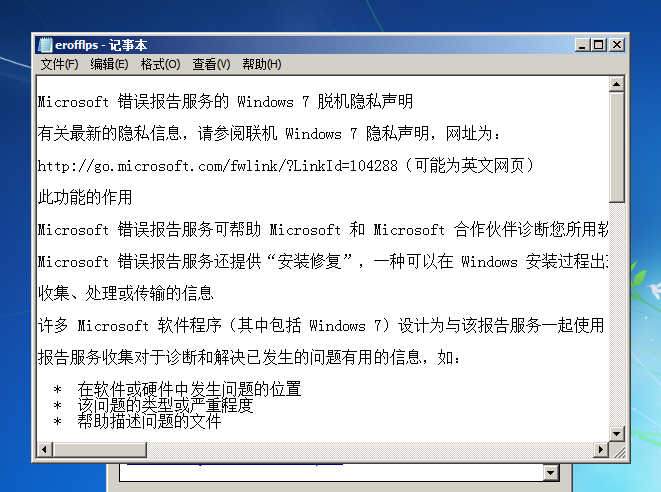 erofflps - 记事本
文件(F) 编辑(E) 格式(O) 查看(V) 帮助(H)
Microsoft 错误报告服务的 Windows 7 脱机隐私声明
有关最新的隐私信息，请参阅联机 Windows 7 隐私声明，网址为：
http://go.microsoft.com/fwlink/?LinkId=104288（可能为英文网页）
此功能的作用
Microsoft 错误报告服务可帮助 Microsoft 和 Microsoft 合作伙伴诊断您所用软
Microsoft 错误报告服务还提供“安装修复”，一种可以在 Windows 安装过程出
收集、处理或传输的信息
许多 Microsoft 软件程序（其中包括 Windows 7）设计为与该报告服务一起使用
报告服务收集对于诊断和解决已发生的问题有用的信息，如：
* 在软件或硬件中发生问题的位置
* 该问题的类型或严重程度
* 帮助描述问题的文件